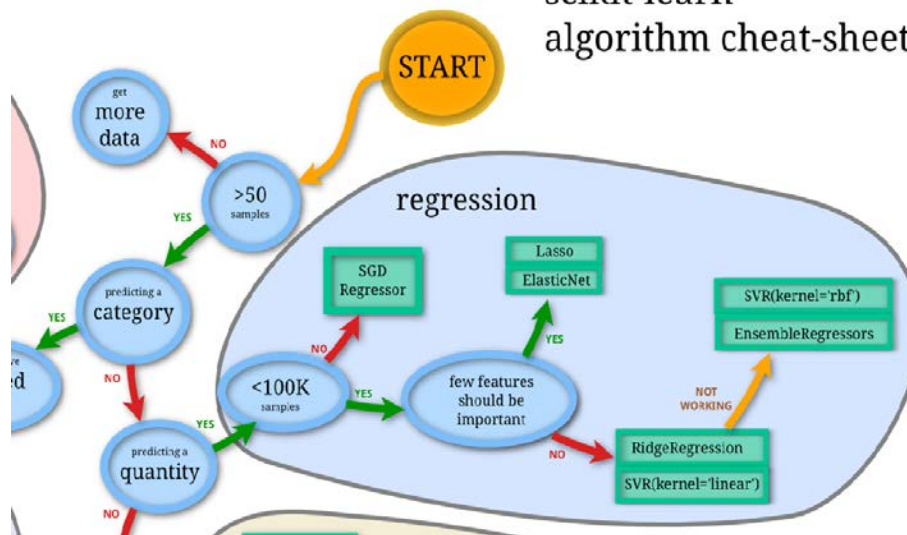 algorithm cheat-sheet
START
get
more
data
NO
>50
samples
YES
predicting a
category
YES
NO
predicting a
quantity
YES
NO
regression
<100K
samples
NO
SGD
Regressor
YES
few features
should be
important
YES
Lasso
ElasticNet
NO
RidgeRegression
SVR(kernel='linear')
NOT
WORKING
SVR(kernel='rbf')
EnsembleRegressors